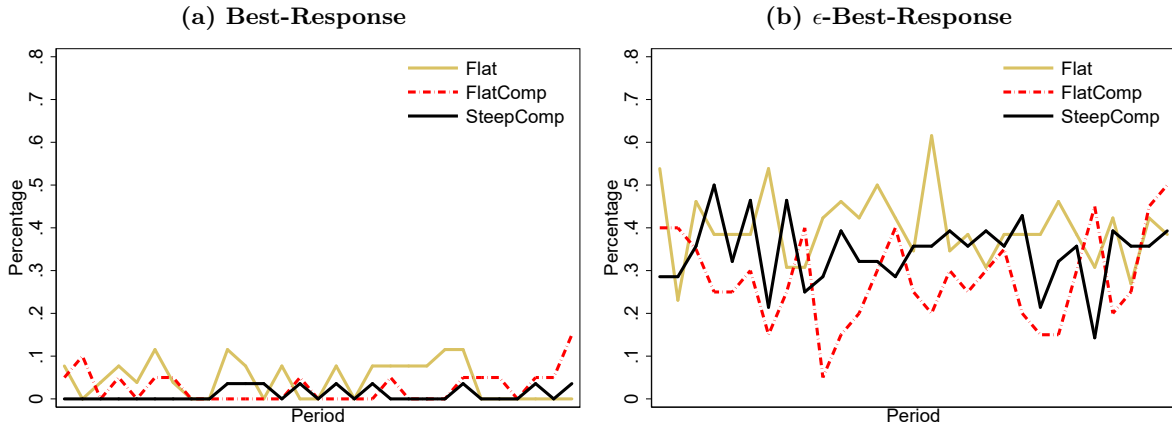 (a) Best-Response
Percentage
0 .1 .2 .3 .4 .5 .6 .7 .8
Flat
FlatComp
SteepComp
Period
(b) ϵ-Best-Response
Percentage
0 .1 .2 .3 .4 .5 .6 .7 .8
Flat
FlatComp
SteepComp
Period